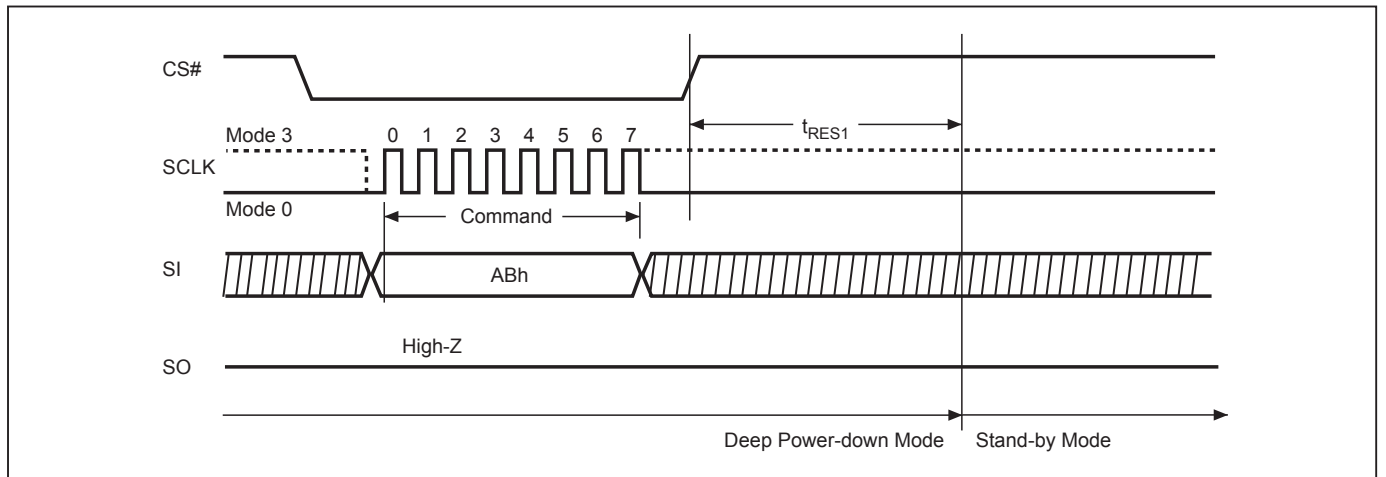 CS#
tRES1
Mode 3
0 1 2 3 4 5 6 7
SCLK
Mode 0
Command
SI
ABh
High-Z
SO
Deep Power-down Mode
Stand-by Mode